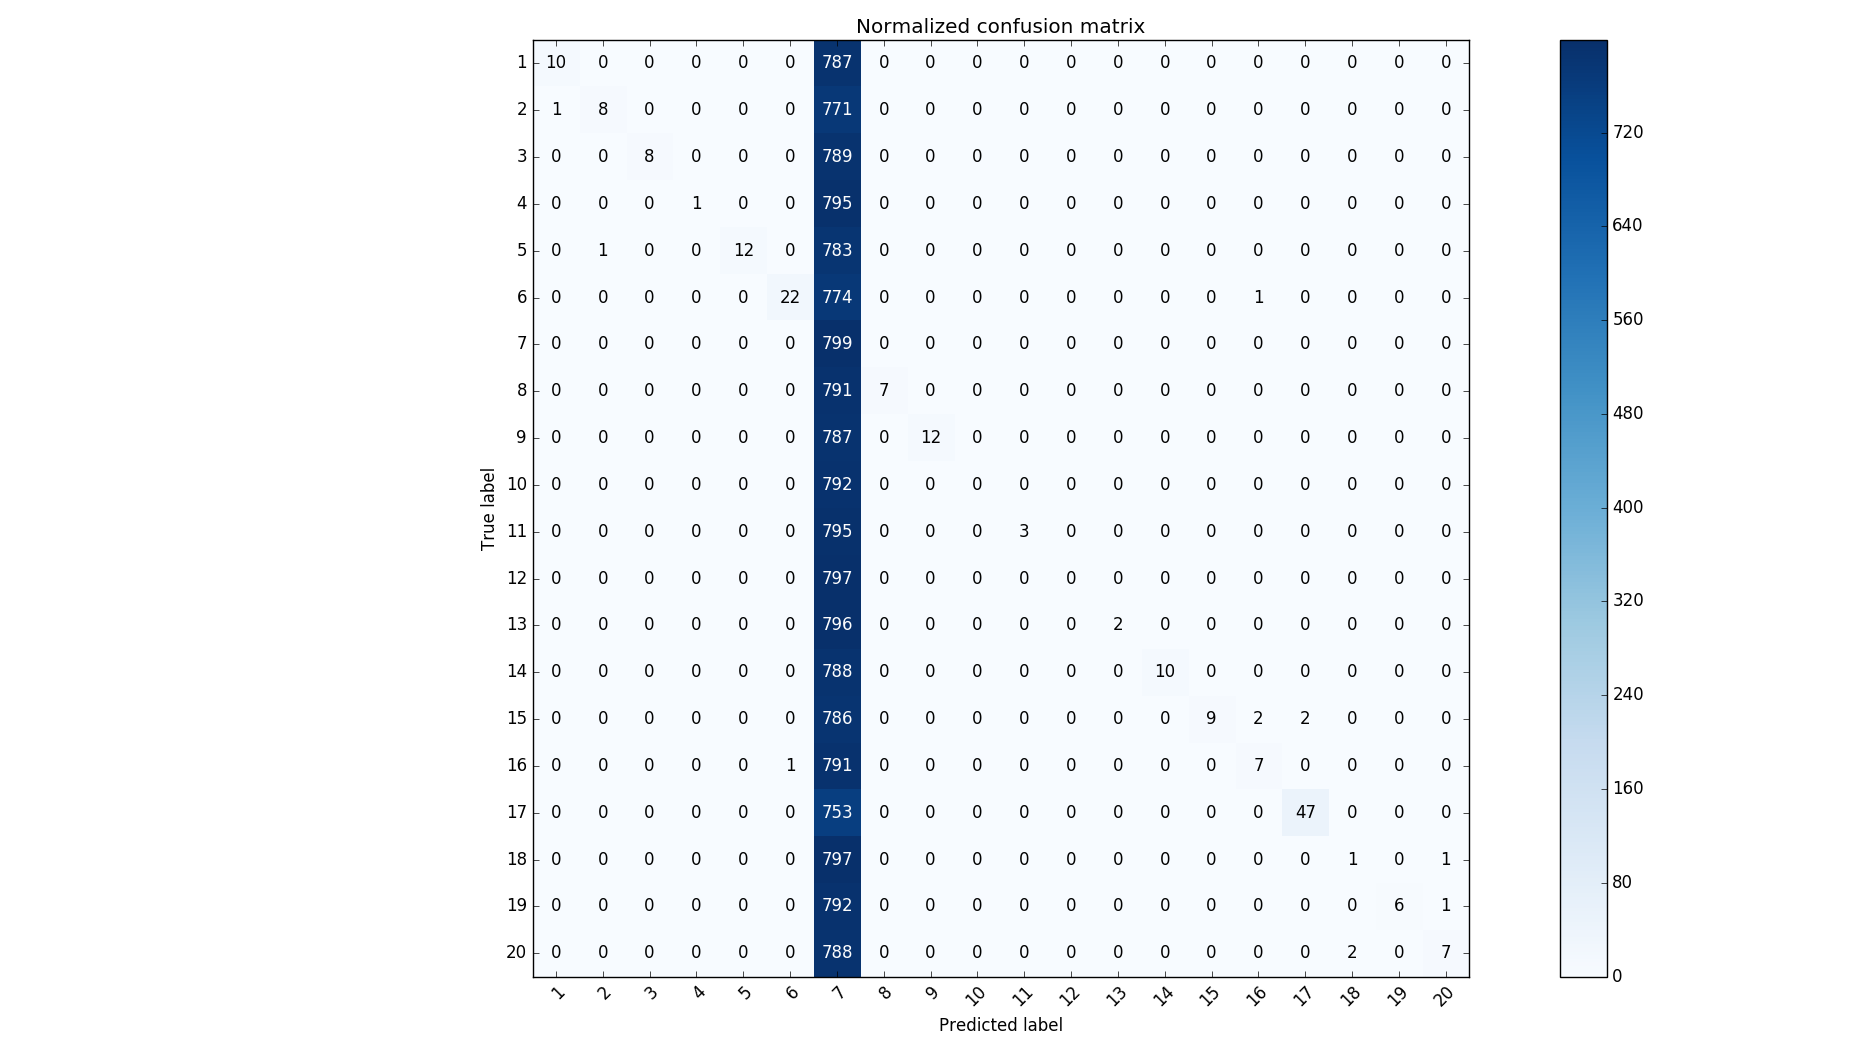 Normalized confusion matrix
1 10 0 0 0 0 0 787 0 0 0 0 0 0 0 0 0 0 0 0 0
2 1 8 0 0 0 0 771 0 0 0 0 0 0 0 0 0 0 0 0 0
720
3 0 0 8 0 0 0 789 0 0 0 0 0 0 0 0 0 0 0 0 0
4 0 0 0 1 0 0 795 0 0 0 0 0 0 0 0 0 0 0 0 0
640
5 0 1 0 0 12 0 783 0 0 0 0 0 0 0 0 0 0 0 0 0
6 0 0 0 0 0 22 774 0 0 0 0 0 0 0 0 1 0 0 0 0
560
7 0 0 0 0 0 0 799 0 0 0 0 0 0 0 0 0 0 0 0 0
8 0 0 0 0 0 0 791 7 0 0 0 0 0 0 0 0 0 0 0 0
480
9 0 0 0 0 0 0 787 0 12 0 0 0 0 0 0 0 0 0 0 0
10 0 0 0 0 0 0 792 0 0 0 0 0 0 0 0 0 0 0 0 0
400
True label
11 0 0 0 0 0 0 795 0 0 0 3 0 0 0 0 0 0 0 0 0
12 0 0 0 0 0 0 797 0 0 0 0 0 0 0 0 0 0 0 0 0
320
13 0 0 0 0 0 0 796 0 0 0 0 0 2 0 0 0 0 0 0 0
14 0 0 0 0 0 0 788 0 0 0 0 0 0 10 0 0 0 0 0 0
240
15 0 0 0 0 0 0 786 0 0 0 0 0 0 0 9 2 2 0 0 0
16 0 0 0 0 0 1 791 0 0 0 0 0 0 0 0 7 0 0 0 0
160
17 0 0 0 0 0 0 753 0 0 0 0 0 0 0 0 0 47 0 0 0
18 0 0 0 0 0 0 797 0 0 0 0 0 0 0 0 0 0 1 0 1
80
19 0 0 0 0 0 0 792 0 0 0 0 0 0 0 0 0 0 0 6 1
20 0 0 0 0 0 0 788 0 0 0 0 0 0 0 0 0 0 2 0 7
0
1 2 3 4 5 6 7 8 9 10 11 12 13 14 15 16 17 18 19 20
Predicted label